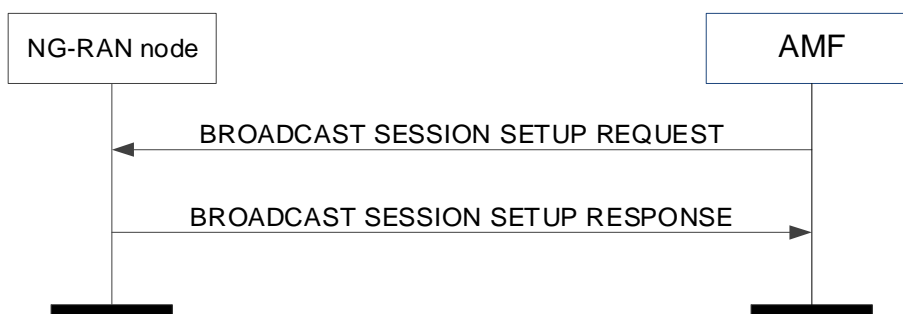 NG-RAN node
AMF
BROADCAST SESSION SETUP REQUEST
BROADCAST SESSION SETUP RESPONSE